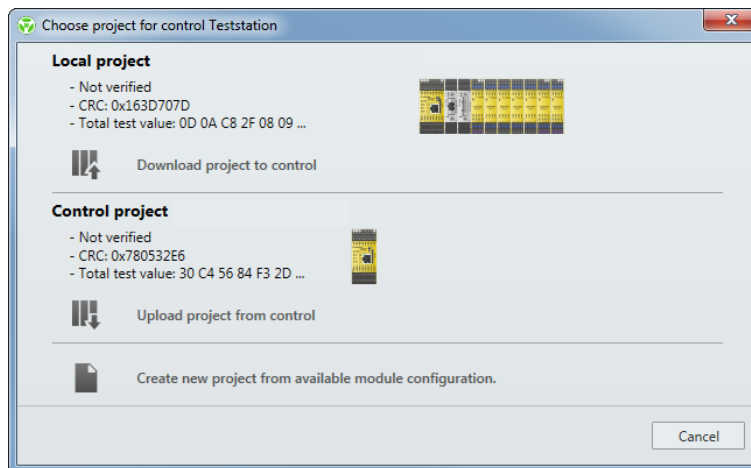 Choose project for control Teststation
Local project
- Not verified
- CRC: 0x163D707D
- Total test value: 0D 0A C8 2F 08 09 ...
Download project to control
Control project
- Not verified
- CRC: 0x780532E6
- Total test value: 30 C4 56 84 F3 2D ...
Upload project from control
Create new project from available module configuration.
Cancel